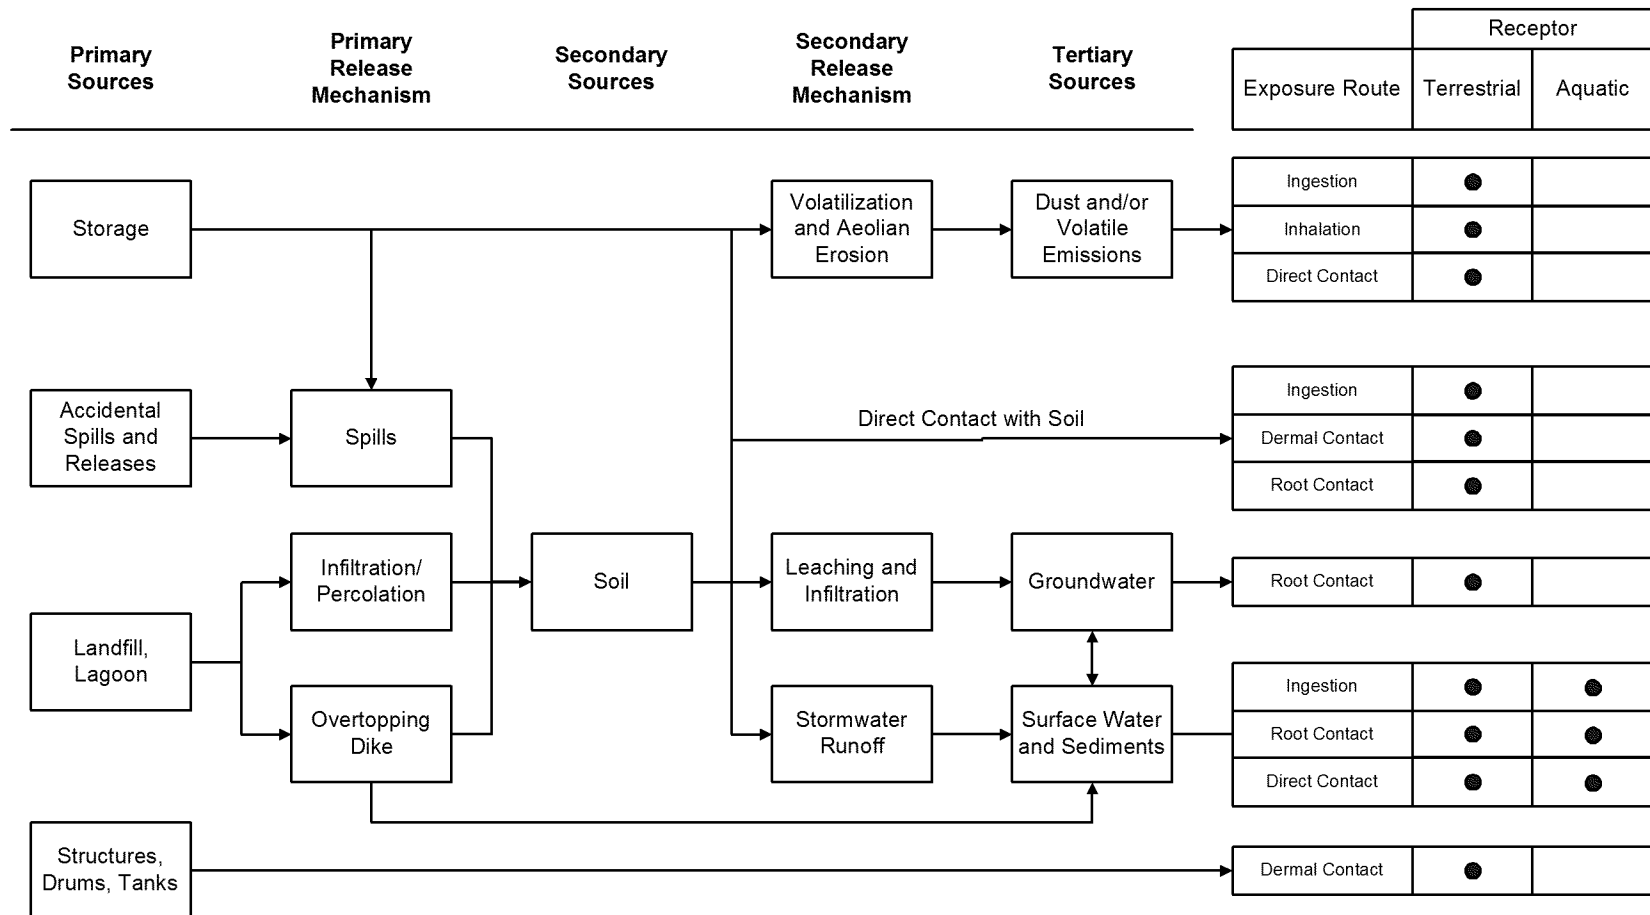 Primary
Sources
Primary
Release
Mechanism
Secondary
Sources
Secondary
Release
Mechanism
Tertiary
Sources
Receptor
Exposure Route
Terrestrial
Aquatic
Storage
Volatilization
and Aeolian
Erosion
Dust and/or
Volatile
Emissions
Ingestion
Inhalation
Direct Contact
Accidental
Spills and
Releases
Spills
Direct Contact with Soil
Ingestion
Dermal Contact
Root Contact
Landfill,
Lagoon
Infiltration/
Percolation
Soil
Leaching and
Infiltration
Groundwater
Root Contact
Overtopping
Dike
Stormwater
Runoff
Surface Water
and Sediments
Ingestion
Root Contact
Direct Contact
Structures,
Drums, Tanks
Dermal Contact